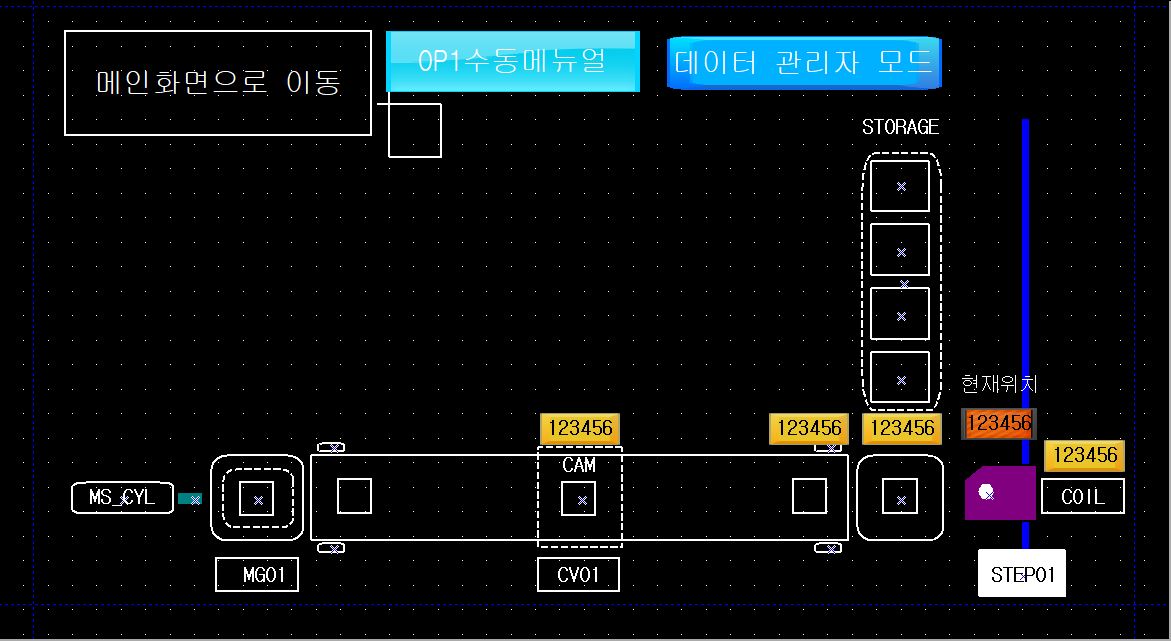 메인화면으로 이동
OP1수동메뉴얼
데이터 관리자 모드
STORAGE
현재위치
123456
123456
123456
123456
123456
CAM
MS_CYL
COIL
MG01
CV01
STEP01